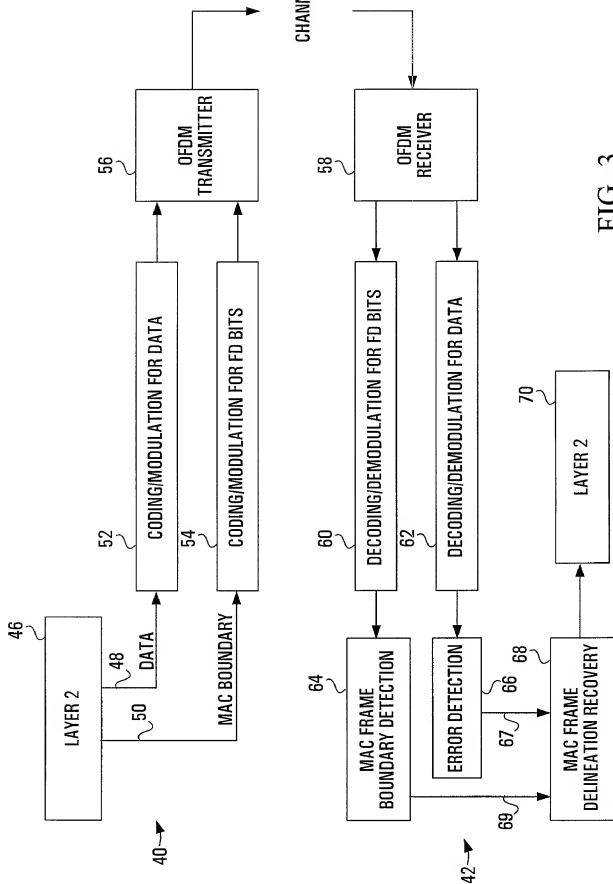 40
46
LAYER 2
48
DATA
50
MAC BOUNDARY
52
CODING/MODULATION FOR DATA
54
CODING/MODULATION FOR FD BITS
56
OFDM
TRANSMITTER
CHANN
58
OFDM
RECEIVER
60
DECODING/DEMODULATION FOR FD BITS
62
DECODING/DEMODULATION FOR DATA
64
MAC FRAME
BOUNDARY DETECTION
ERROR DETECTION
66
67
69
42
68
MAC FRAME
DELINEATION RECOVERY
70
LAYER 2
FIG. 3